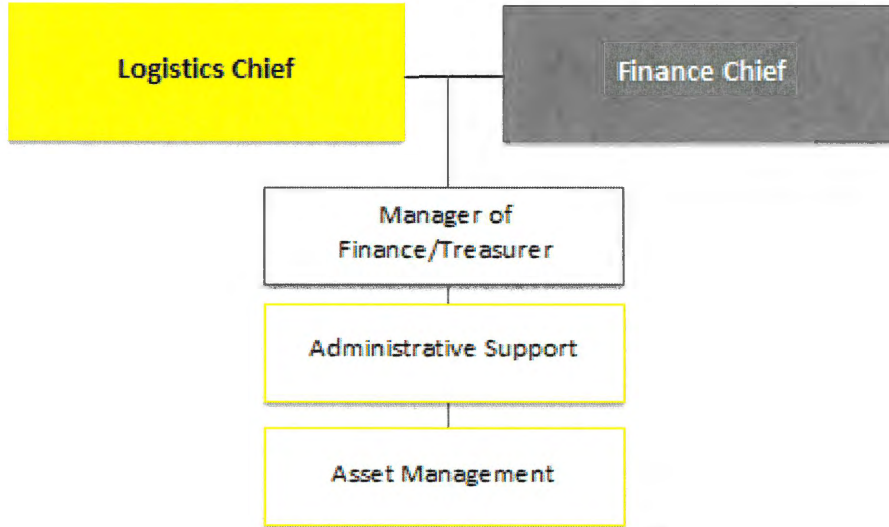 Logistics Chief
Finance Chief
Manager of
Finance/Treasurer
Administrative Support
Asset Management